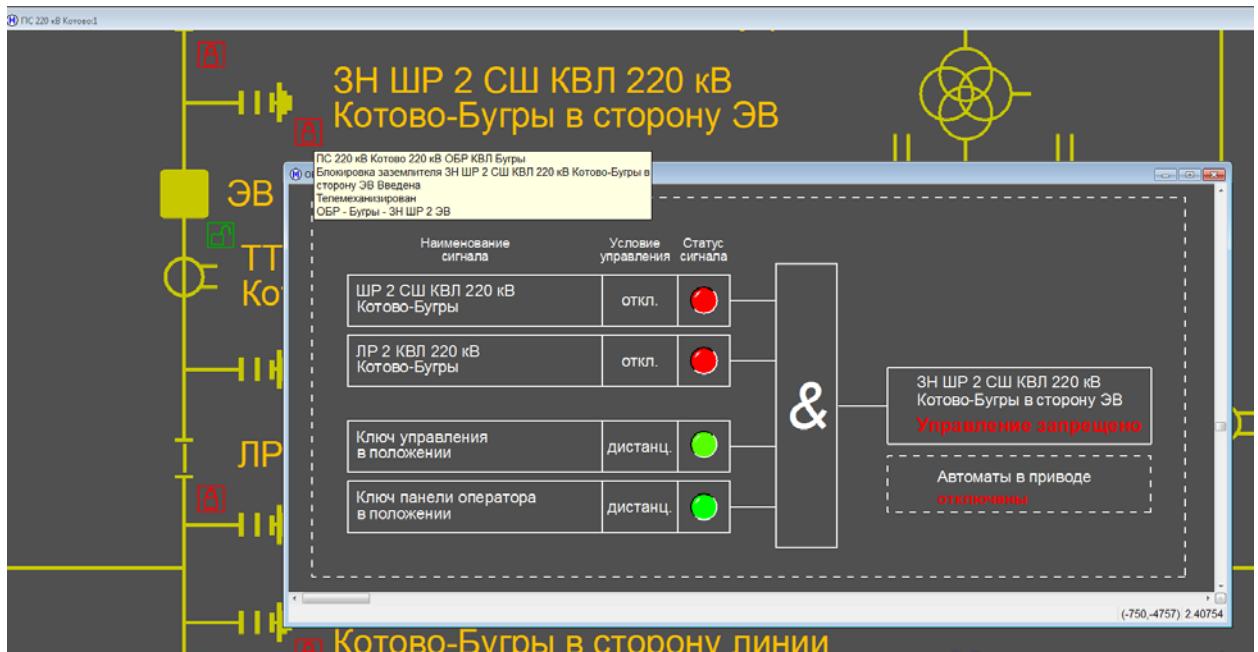 ПС 220 кВ Котово:1
ЗН ШР 2 СШ КВЛ 220 кВ
Котово-Бугры в сторону ЭВ
ПС 220 кВ Котово 220 кВ ОБР КВЛ Бугры
Блокировка заземлителя ЗН ШР 2 СШ КВЛ 220 кВ Котово-Бугры в
сторону ЭВ Введена
Телемеханизирован
ОБР - Бугры - ЗН ШР 2 ЭВ
ЭВ
ТТ
Ко
ЛР
Наименование
сигнала
Условие
управления
Статус
сигнала
ШР 2 СШ КВЛ 220 кВ
Котово-Бугры
откл.
ЛР 2 КВЛ 220 кВ
Котово-Бугры
откл.
Ключ управления
в положении
дистанц.
Ключ панели оператора
в положении
дистанц.
&
ЗН ШР 2 СШ КВЛ 220 кВ
Котово-Бугры в сторону ЭВ
Управление запрещено
Автоматы в приводе
отключены
(-750,-4757) 2.40754
Котово-Бугры в сторону линии